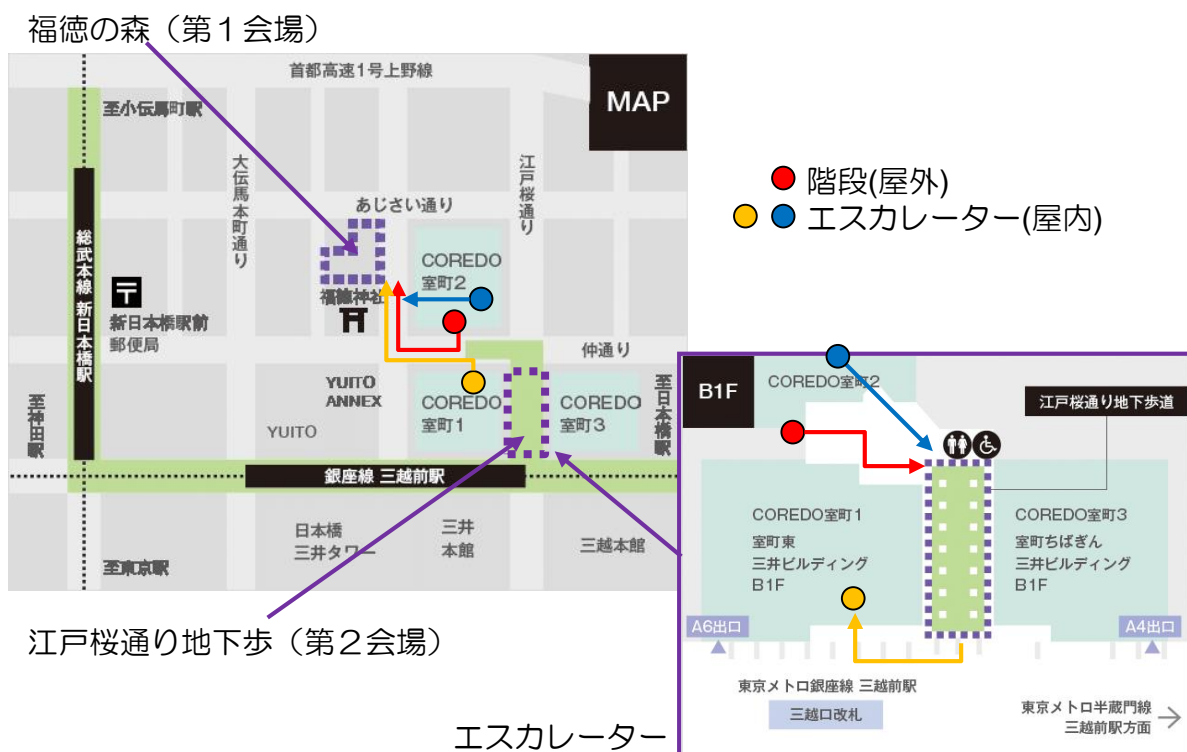 福徳の森（第１会場）
首都高速1号上野線
MAP
至小伝馬町駅
大伝馬本町通り
江戸桜通り
あじさい通り
総武本線 新日本橋駅
COREDO
室町2
福徳神社
〒
新日本橋駅前
郵便局
仲通り
YUITO
ANNEX
COREDO
室町1
COREDO
室町3
至日本橋駅
至神田駅
YUITO
銀座線 三越前駅
日本橋
三井タワー
三井
本館
三越本館
至東京駅
階段(屋外)
エスカレーター(屋内)
B1F
COREDO室町2
江戸桜通り地下歩道
COREDO室町1
室町東
三井ビルディング
B1F
COREDO室町3
室町ちばぎん
三井ビルディング
B1F
A6出口
A4出口
東京メトロ銀座線 三越前駅
三越口改札
東京メトロ半蔵門線
三越前駅方面
江戸桜通り地下歩（第２会場）
エスカレーター